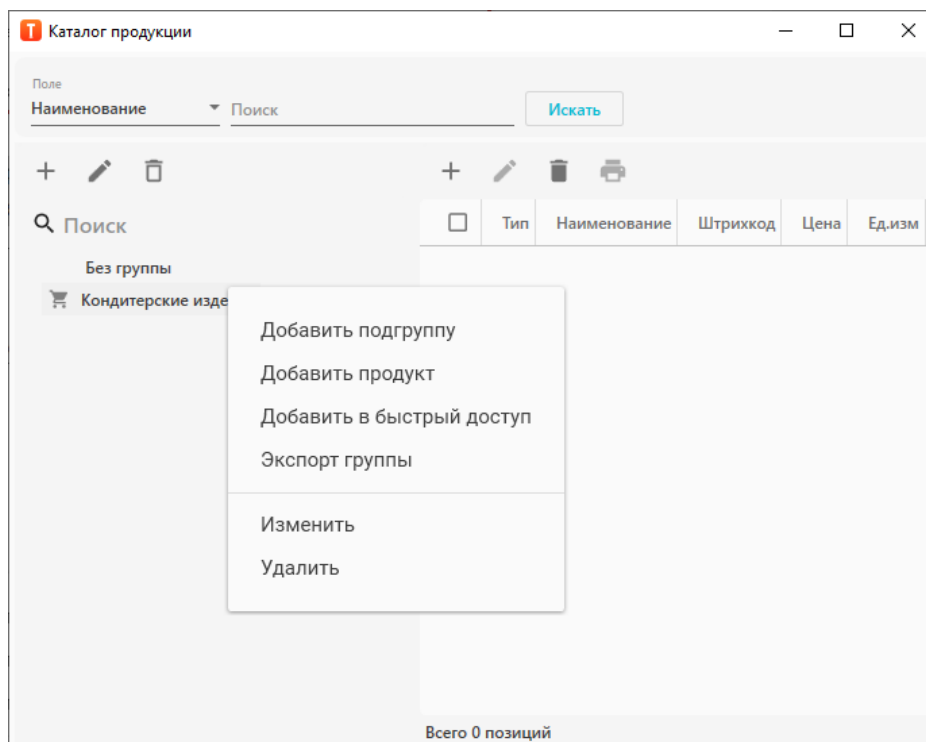 Каталог продукции
Поле
Наименование Поиск Искать
Поиск
Тип Наименование Штрихкод Цена Ед.изм
Без группы
Кондитерские изде
Добавить подгруппу
Добавить продукт
Добавить в быстрый доступ
Экспорт группы
Изменить
Удалить
Всего 0 позиций